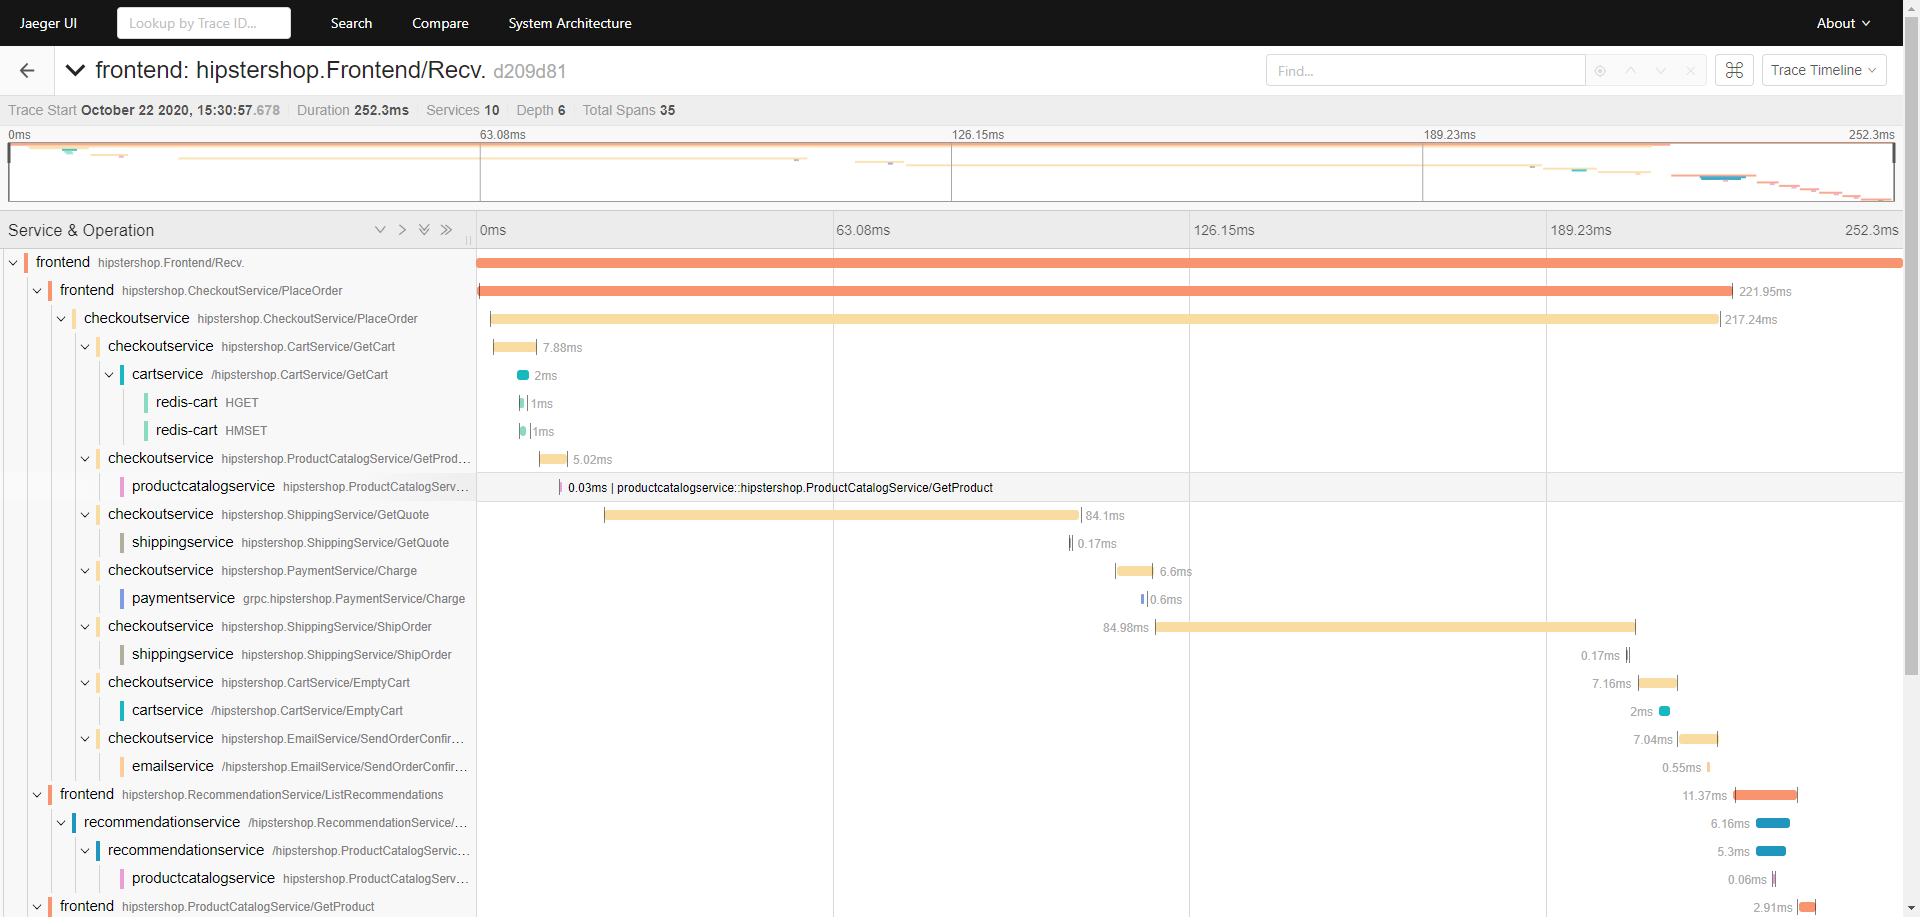 Jaeger UI Lookup by Trace ID... Search Compare System Architecture About
frontend: hipstershop.Frontend/Recv. d209d81 Find... ⌘ Trace Timeline
Trace Start October 22 2020, 15:30:57.678 Duration 252.3ms Services 10 Depth 6 Total Spans 35
0ms 63.08ms 126.15ms 189.23ms 252.3ms
Service & Operation 0ms 63.08ms 126.15ms 189.23ms 252.3ms
frontend hipstershop.Frontend/Recv.
frontend hipstershop.CheckoutService/PlaceOrder 221.95ms
checkoutservice hipstershop.CheckoutService/PlaceOrder 217.24ms
checkoutservice hipstershop.CartService/GetCart 7.88ms
cartservice /hipstershop.CartService/GetCart 2ms
redis-cart HGET 1ms
redis-cart HMSET 1ms
checkoutservice hipstershop.ProductCatalogService/GetProd... 5.02ms
productcatalogservice hipstershop.ProductCatalogServ... 0.03ms | productcatalogservice::hipstershop.ProductCatalogService/GetProduct
checkoutservice hipstershop.ShippingService/GetQuote 84.1ms
shippingservice hipstershop.ShippingService/GetQuote 0.17ms
checkoutservice hipstershop.PaymentService/Charge 6.6ms
paymentservice grpc.hipstershop.PaymentService/Charge 0.6ms
checkoutservice hipstershop.ShippingService/ShipOrder 84.98ms
shippingservice hipstershop.ShippingService/ShipOrder 0.17ms
checkoutservice hipstershop.CartService/EmptyCart 7.16ms
cartservice /hipstershop.CartService/EmptyCart 2ms
checkoutservice hipstershop.EmailService/SendOrderConfir... 7.04ms
emailservice /hipstershop.EmailService/SendOrderConfir... 0.55ms
frontend hipstershop.RecommendationService/ListRecommendations 11.37ms
recommendationservice /hipstershop.RecommendationService/... 6.16ms
recommendationservice /hipstershop.ProductCatalogServic... 5.3ms
productcatalogservice hipstershop.ProductCatalogServ... 0.06ms
frontend hipstershop.ProductCatalogService/GetProduct 2.91ms